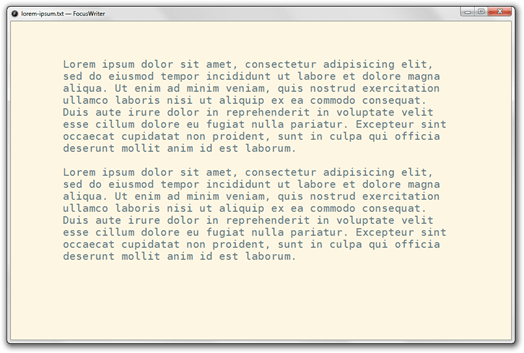 lorem-ipsum.txt — FocusWriter
Lorem ipsum dolor sit amet, consectetur adipisicing elit,
sed do eiusmod tempor incididunt ut labore et dolore magna
aliqua. Ut enim ad minim veniam, quis nostrud exercitation
ullamco laboris nisi ut aliquip ex ea commodo consequat.
Duis aute irure dolor in reprehenderit in voluptate velit
esse cillum dolore eu fugiat nulla pariatur. Excepteur sint
occaecat cupidatat non proident, sunt in culpa qui officia
deserunt mollit anim id est laborum.
Lorem ipsum dolor sit amet, consectetur adipisicing elit,
sed do eiusmod tempor incididunt ut labore et dolore magna
aliqua. Ut enim ad minim veniam, quis nostrud exercitation
ullamco laboris nisi ut aliquip ex ea commodo consequat.
Duis aute irure dolor in reprehenderit in voluptate velit
esse cillum dolore eu fugiat nulla pariatur. Excepteur sint
occaecat cupidatat non proident, sunt in culpa qui officia
deserunt mollit anim id est laborum.